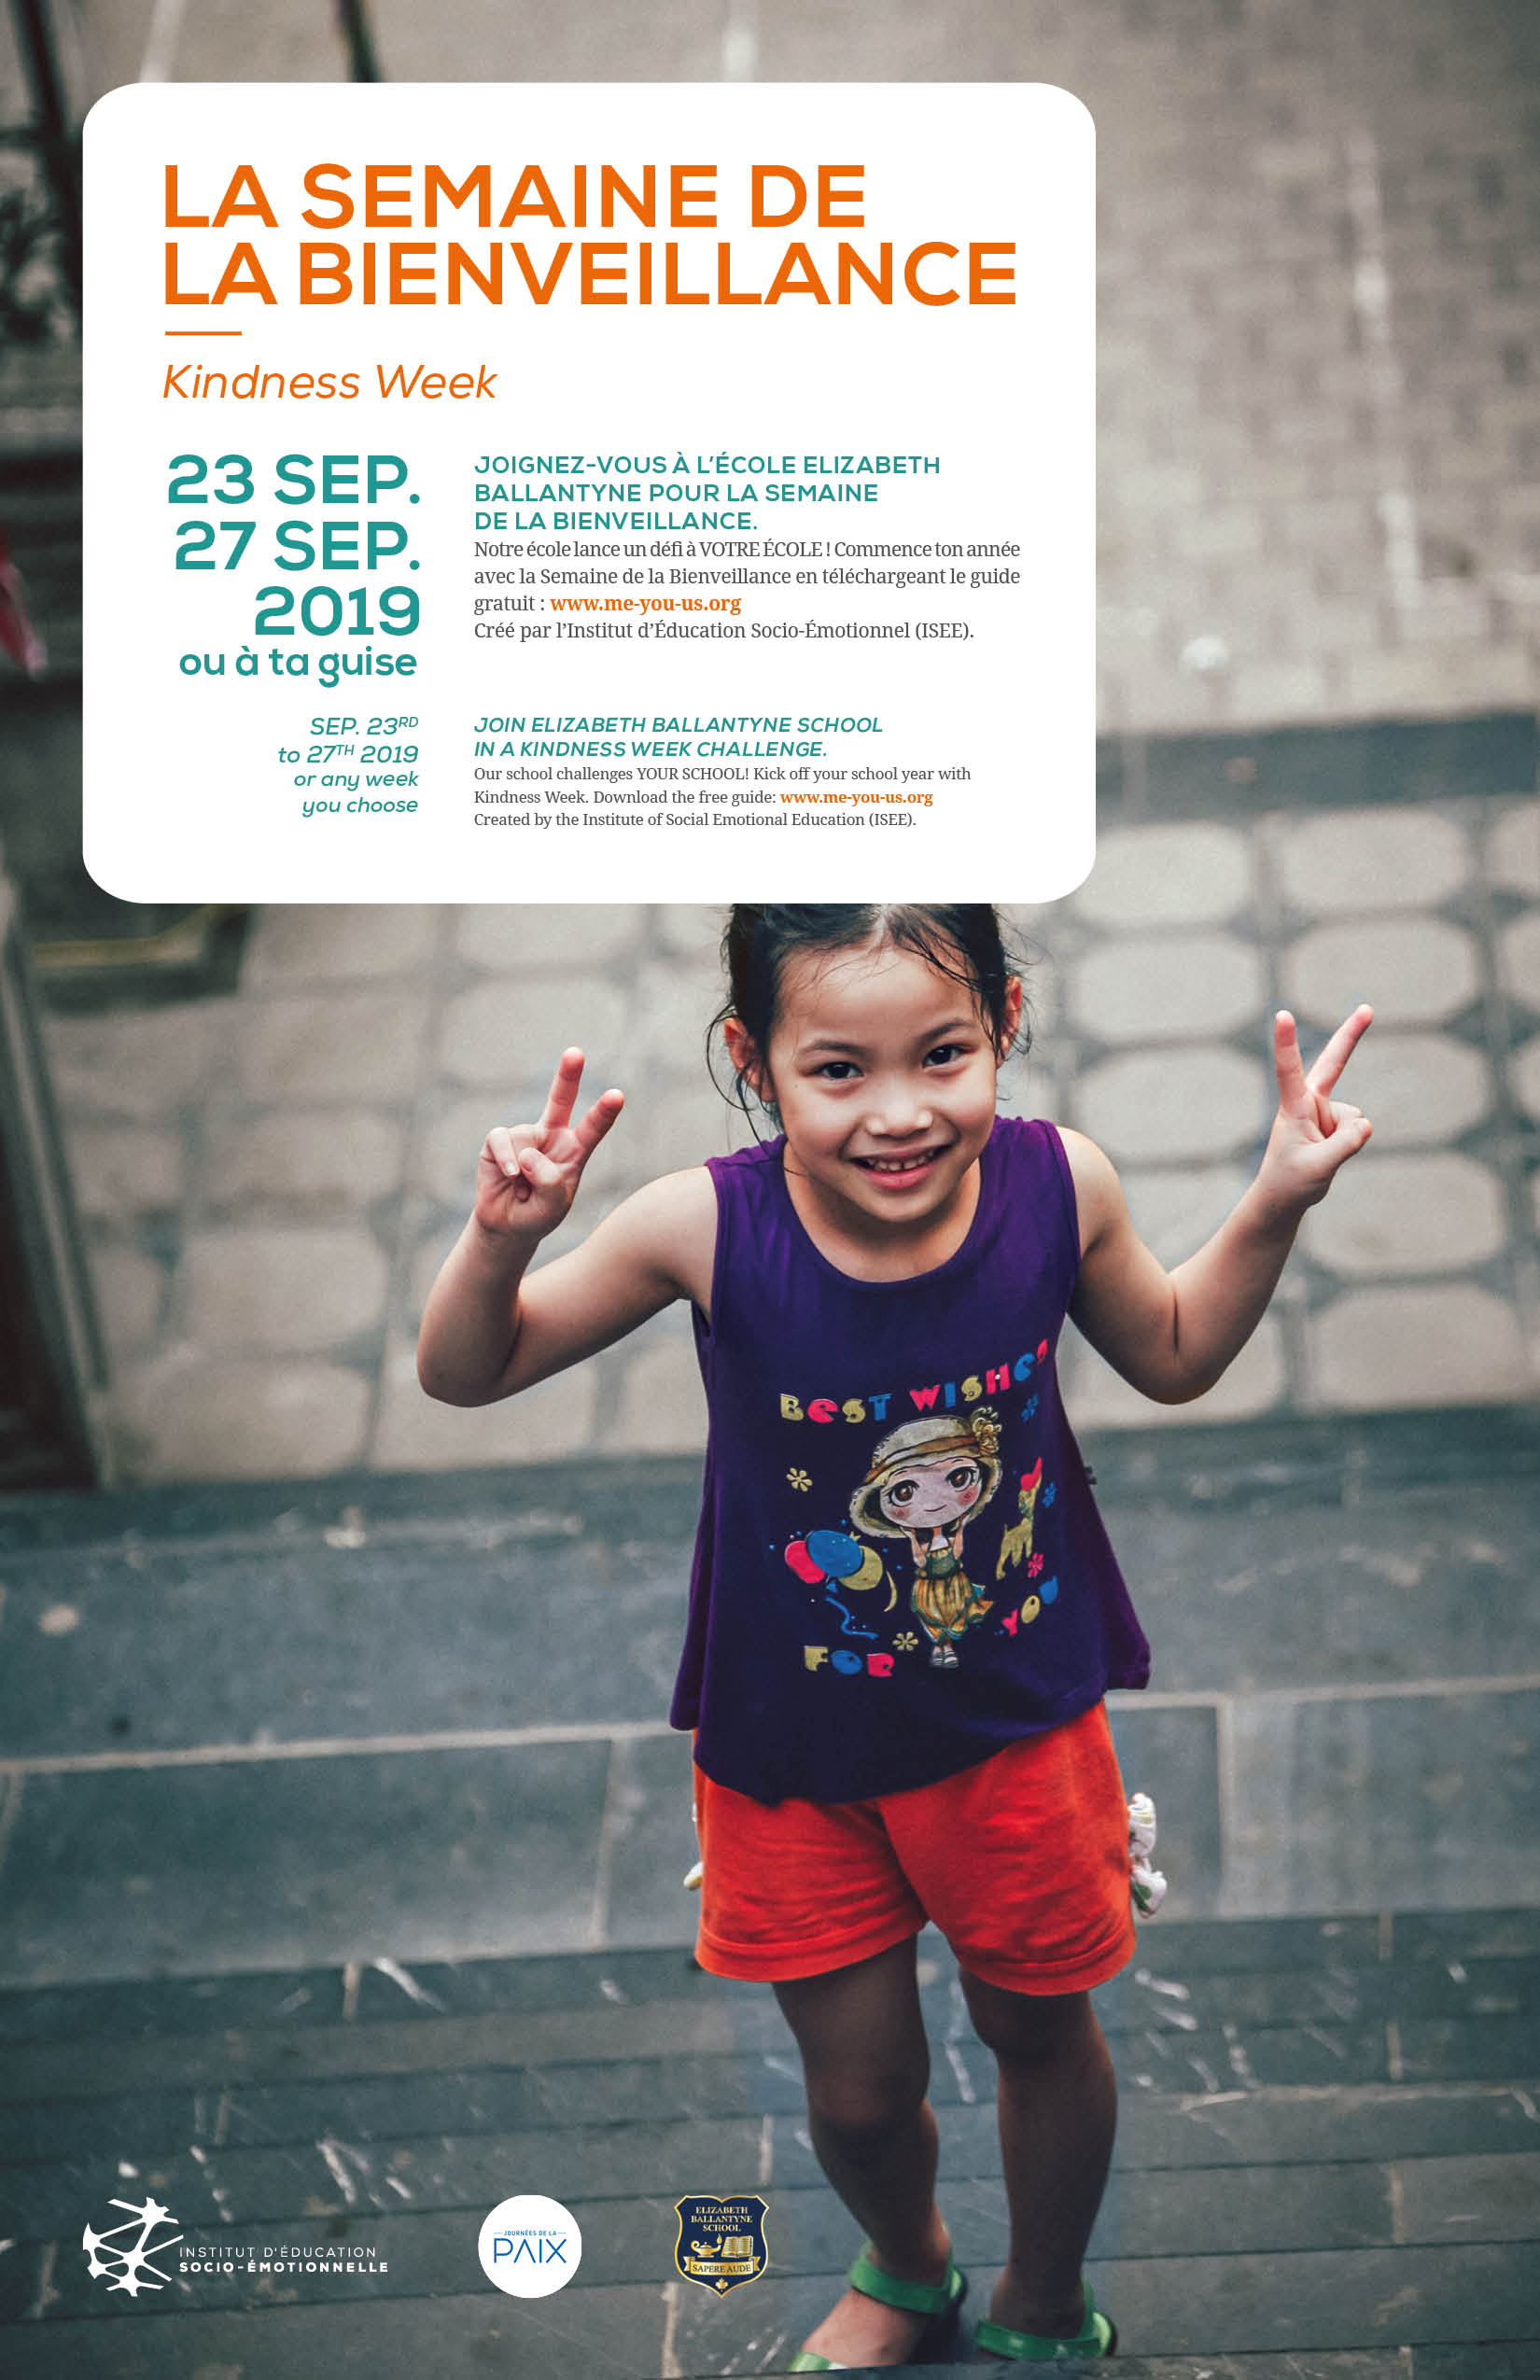 LA SEMAINE DE
LA BIENVEILLANCE
Kindness Week
23 SEP.
27 SEP.
2019
ou à ta guise
JOIGNEZ-VOUS À L’ÉCOLE ELIZABETH
BALLANTYNE POUR LA SEMAINE
DE LA BIENVEILLANCE.
Notre école lance un défi à VOTRE ÉCOLE ! Commence ton année
avec la Semaine de la Bienveillance en téléchargeant le guide
gratuit : www.me-you-us.org
Créé par l’Institut d’Éducation Socio-Émotionnel (ISEE).
SEP. 23RD
to 27TH 2019
or any week
you choose
JOIN ELIZABETH BALLANTYNE SCHOOL
IN A KINDNESS WEEK CHALLENGE.
Our school challenges YOUR SCHOOL! Kick off your school year with
Kindness Week. Download the free guide: www.me-you-us.org
Created by the Institute of Social Emotional Education (ISEE).
BEST WISHES
FOR YOU
INSTITUT D'ÉDUCATION
SOCIO-ÉMOTIONNELLE
JOURNÉES DE LA
PAIX
ELIZABETH
BALLANTYNE
SCHOOL
SAPERE AUDE